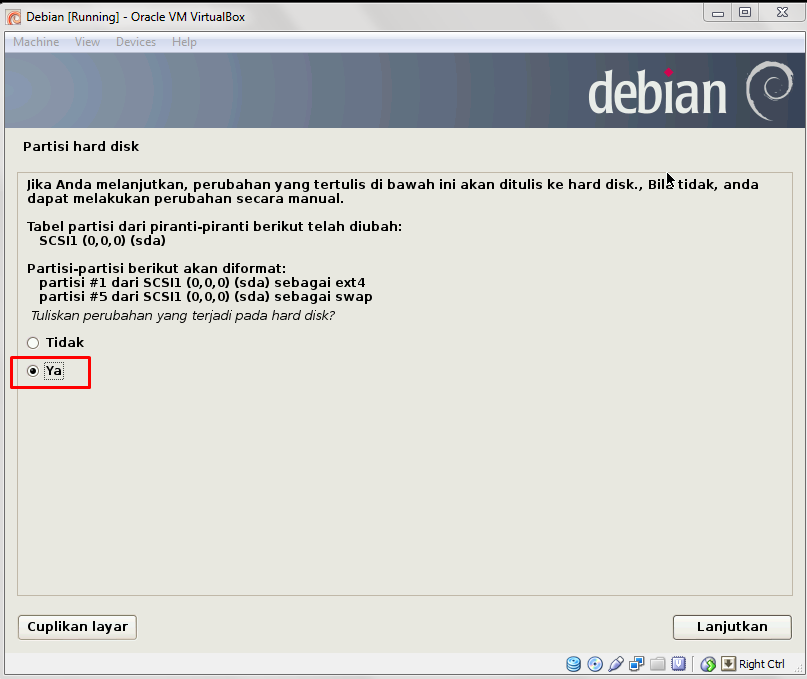 Debian [Running] - Oracle VM VirtualBox
Machine View Devices Help
debian
Partisi hard disk
Jika Anda melanjutkan, perubahan yang tertulis di bawah ini akan ditulis ke hard disk., Bila tidak, anda
dapat melakukan perubahan secara manual.
Tabel partisi dari piranti-piranti berikut telah diubah:
SCSI1 (0,0,0) (sda)
Partisi-partisi berikut akan diformat:
partisi #1 dari SCSI1 (0,0,0) (sda) sebagai ext4
partisi #5 dari SCSI1 (0,0,0) (sda) sebagai swap
Tuliskan perubahan yang terjadi pada hard disk?
Tidak
Ya
Cuplikan layar
Lanjutkan
Right Ctrl